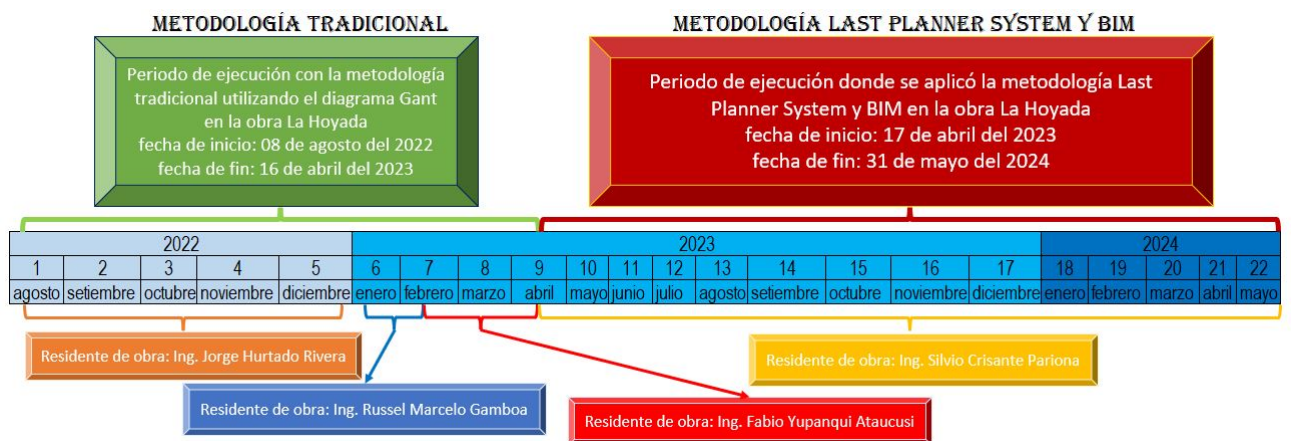 METODOLOGÍA TRADICIONAL
METODOLOGÍA LAST PLANNER SYSTEM Y BIM
Periodo de ejecución con la metodología
tradicional utilizando el diagrama Gant
en la obra La Hoyada
fecha de inicio: 08 de agosto del 2022
fecha de fin: 16 de abril del 2023
Periodo de ejecución donde se aplicó la metodología Last
Planner System y BIM en la obra La Hoyada
fecha de inicio: 17 de abril del 2023
fecha de fin: 31 de mayo del 2024
2022 2023 2024
1 2 3 4 5 6 7 8 9 10 11 12 13 14 15 16 17 18 19 20 21 22
agosto setiembre octubre noviembre diciembre enero febrero marzo abril mayo junio julio agosto setiembre octubre noviembre diciembre enero febrero marzo abril mayo
Residente de obra: Ing. Jorge Hurtado Rivera
Residente de obra: Ing. Silvio Crisante Pariona
Residente de obra: Ing. Russel Marcelo Gamboa
Residente de obra: Ing. Fabio Yupanqui Ataucusi